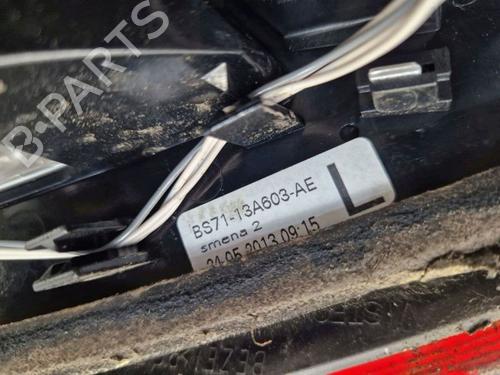 B-PARTS
BS71-13A603-AE
smena 2
24.05.2013 09:15
L